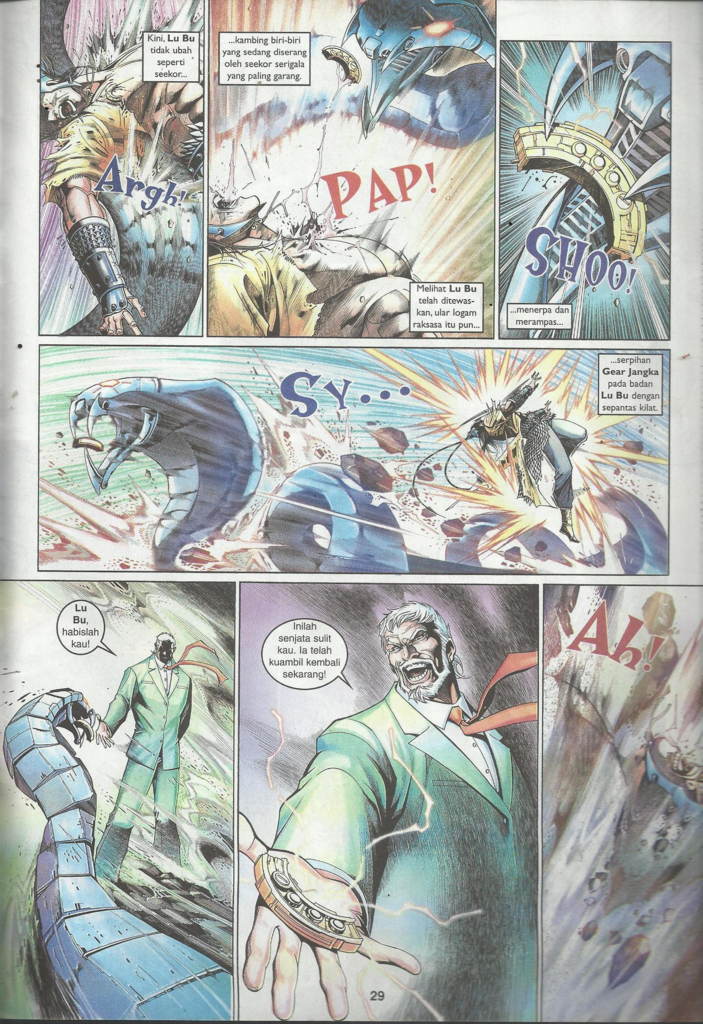 Kini, Lu Bu
tidak ubah
seperti
seekor...
...kambing biri-biri
yang sedang diserang
oleh seekor serigala
yang paling garang.
Argh!
PAP!
Melihat Lu Bu
telah ditewas-
kan, ular logam
raksasa itu pun...
SHOO!
...menerpa dan
merampas...
SY...
...serpihan
Gear Jangka
pada badan
Lu Bu dengan
sepantas kilat.
Lu
Bu,
habislah
kau!
Inilah
senjata sulit
kau. Ia telah
kuambil kembali
sekarang!
Ah!
29